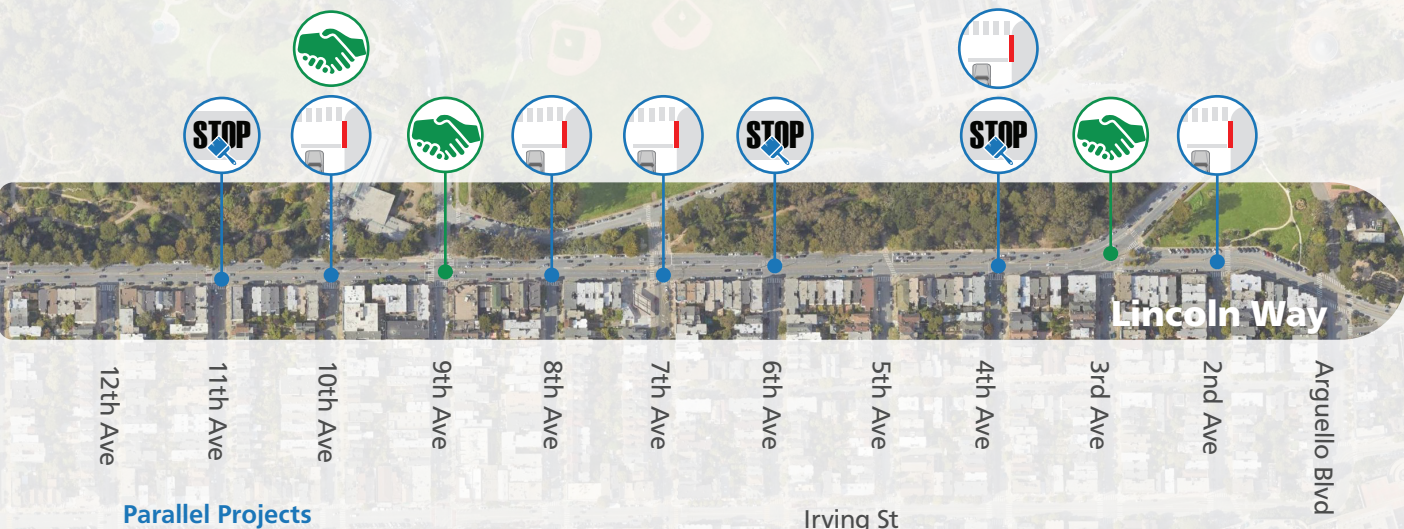 STOP
STOP
STOP
Lincoln Way
12th Ave
11th Ave
10th Ave
9th Ave
8th Ave
7th Ave
6th Ave
5th Ave
4th Ave
3rd Ave
2nd Ave
Arguello Blvd
Parallel Projects
Irving St